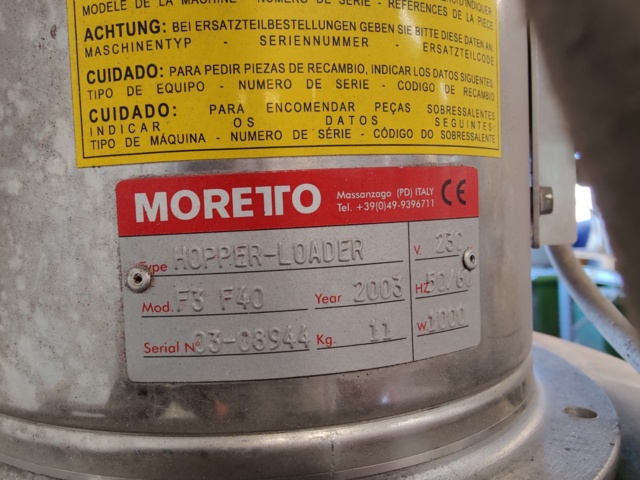 MODELE DE LA MACHINE - NUMERO DE SERIE - REFERENCES DE LA PIECE
ACHTUNG: BEI ERSATZTEILBESTELLUNGEN GEBEN SIE BITTE DIESE DATEN AN:
MASCHINENTYP - SERIENNUMMER - ERSATZTEILCODE
CUIDADO: PARA PEDIR PIEZAS DE RECAMBIO, INDICAR LOS DATOS SIGUIENTES
TIPO DE EQUIPO - NUMERO DE SERIE - CODIGO DE RECAMBIO
CUIDADO: PARA ENCOMENDAR PEÇAS SOBRESSALENTES
INDICAR OS DATOS SEGUINTES
TIPO DE MÁQUINA - NUMERO DE SÉRIE - CÓDIGO DO SOBRESSALENTE
MORETTO Massanzago (PD) ITALY CE
Tel. +39(0)49-9396711
Type HOPPER-LOADER V. 230
Mod. F3 F40 Year 2003 HZ 50/60
Serial N° 03-08944 Kg. 11 W 1000